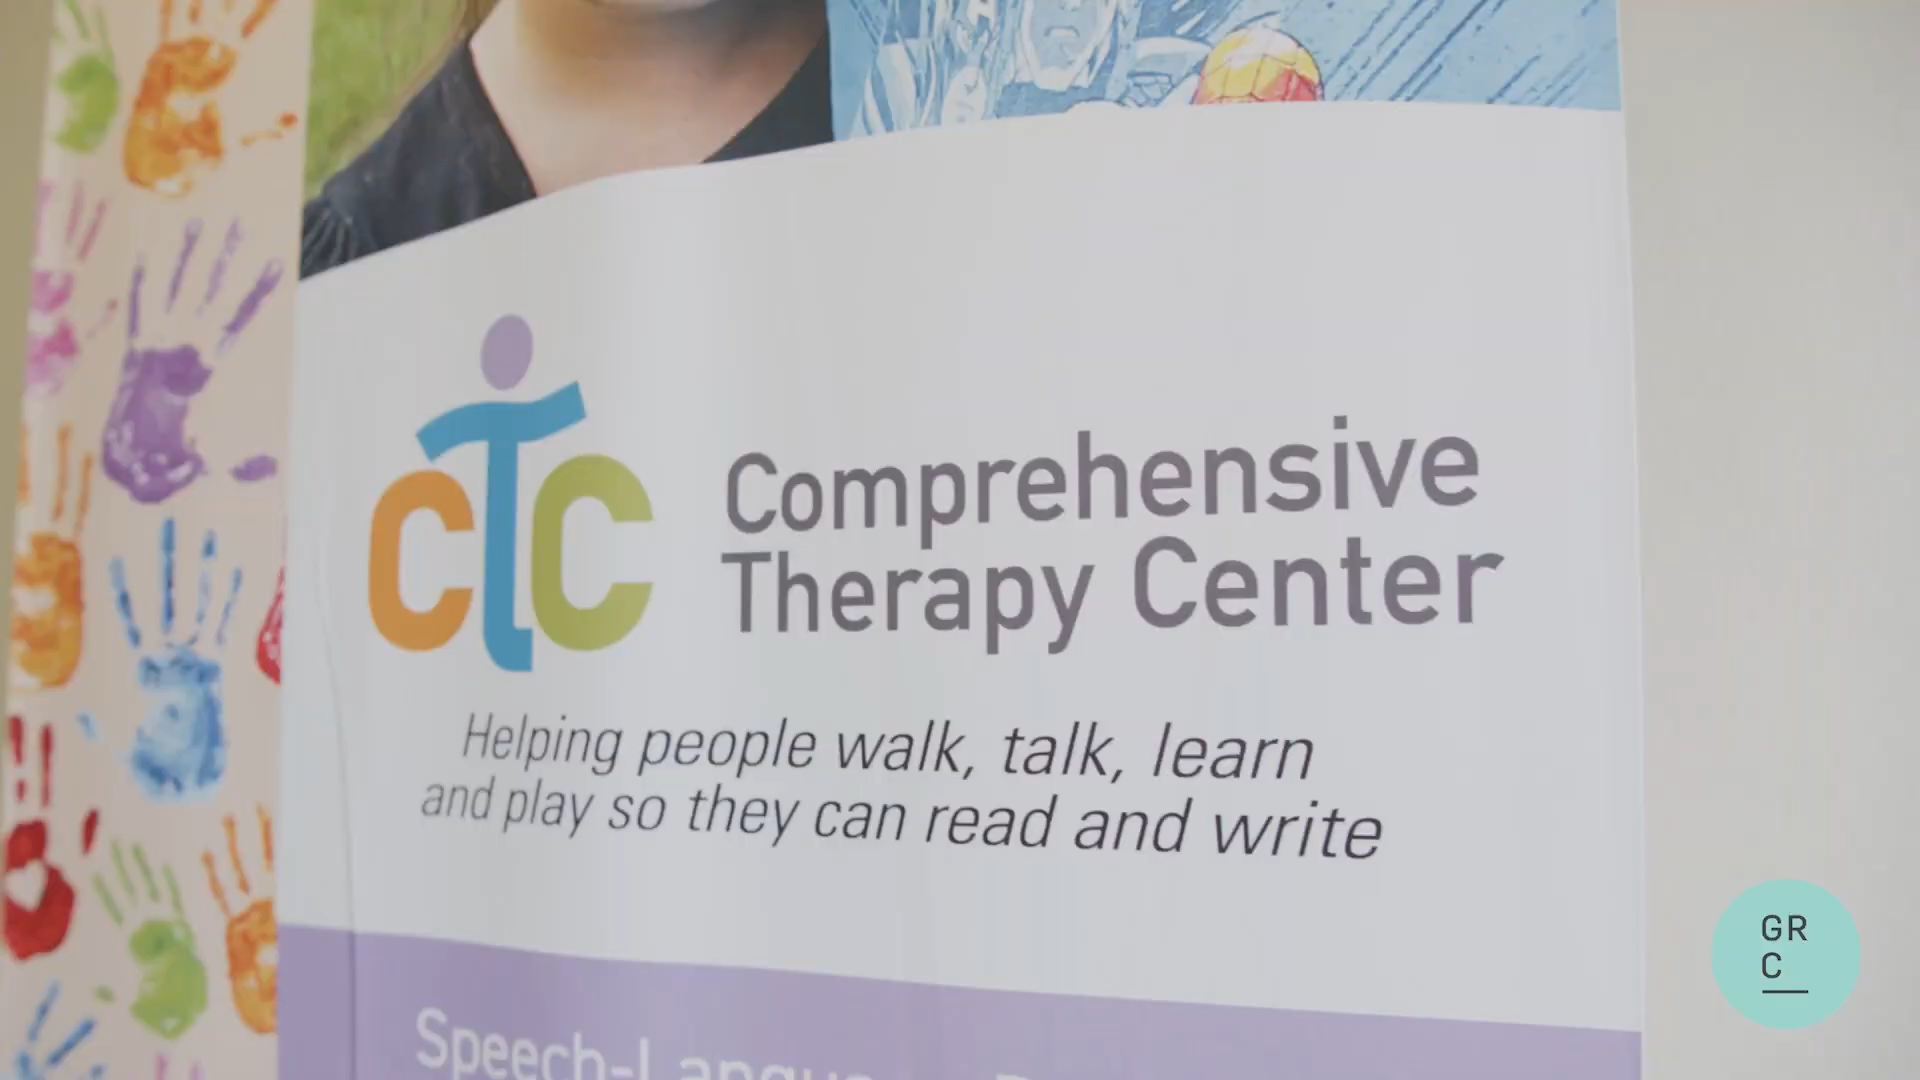 cTc
Comprehensive
Therapy Center
Helping people walk, talk, learn
and play so they can read and write
GR
C